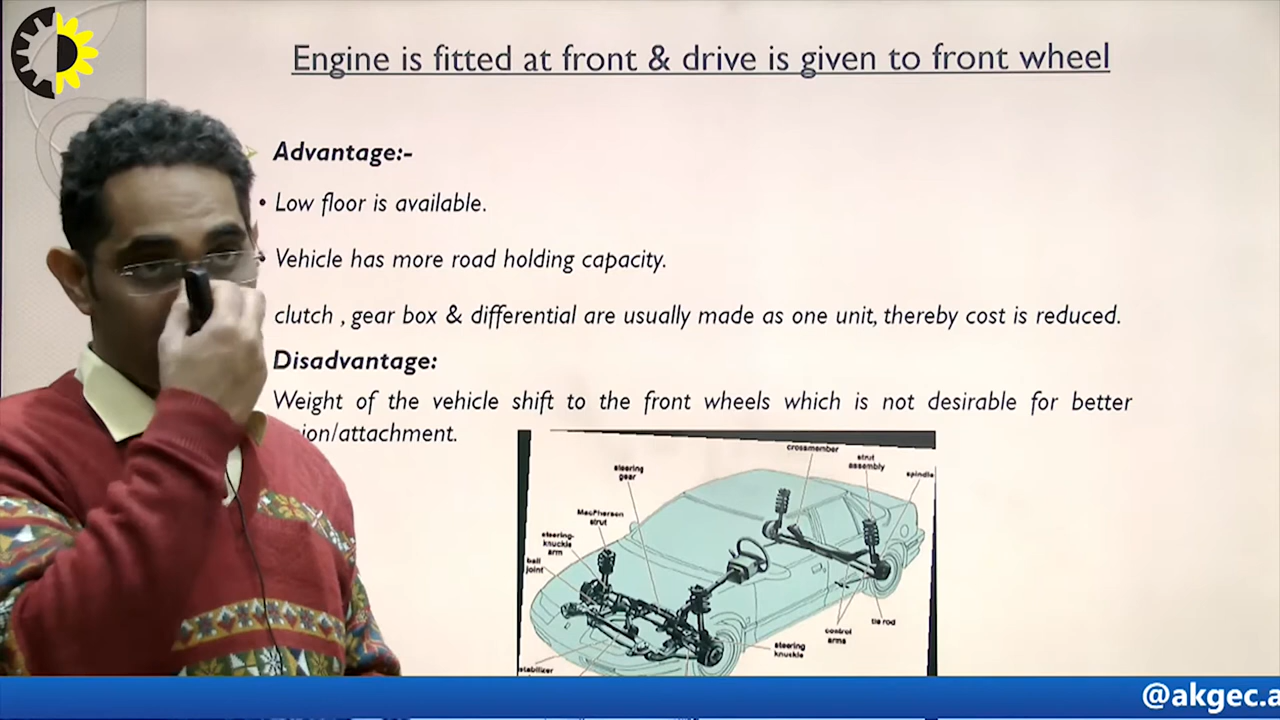 Engine is fitted at front & drive is given to front wheel
Advantage:-
• Low floor is available.
• Vehicle has more road holding capacity.
clutch , gear box & differential are usually made as one unit, thereby cost is reduced.
Disadvantage:
Weight of the vehicle shift to the front wheels which is not desirable for better
ion/attachment.
crossmember
strut
assembly
spindle
steering
gear
MacPherson
strut
steering-
knuckle
arm
ball
joint
tie rod
control
arms
steering
knuckle
stabilizer
@akgec.a